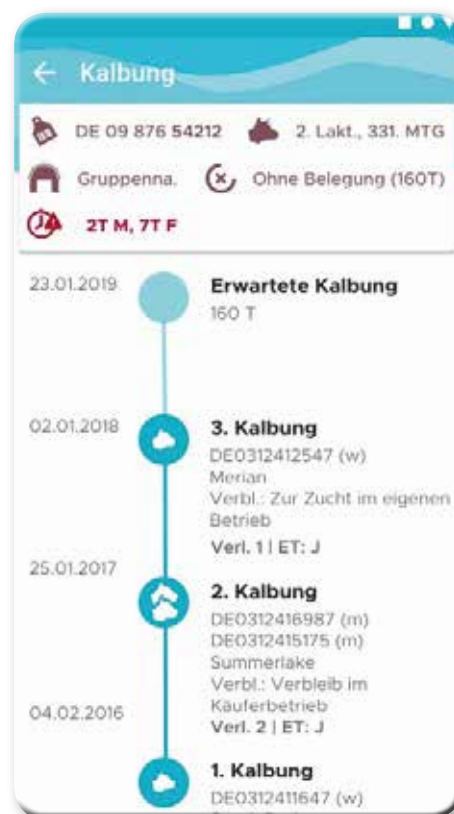 Kalbung
DE 09 876 54212
2. Lakt., 331. MTG
Gruppenna.
Ohne Belegung (160T)
2T M, 7T F
23.01.2019
Erwartete Kalbung
160 T
02.01.2018
3. Kalbung
DE0312412547 (w)
Merian
Verbl.: Zur Zucht im eigenen
Betrieb
Verl. 1 | ET: J
25.01.2017
2. Kalbung
DE0312416987 (m)
DE0312415175 (m)
Summerlake
Verbl.: Verbleib im
Käuferbetrieb
Verl. 2 | ET: J
04.02.2016
1. Kalbung
DE0312411647 (w)